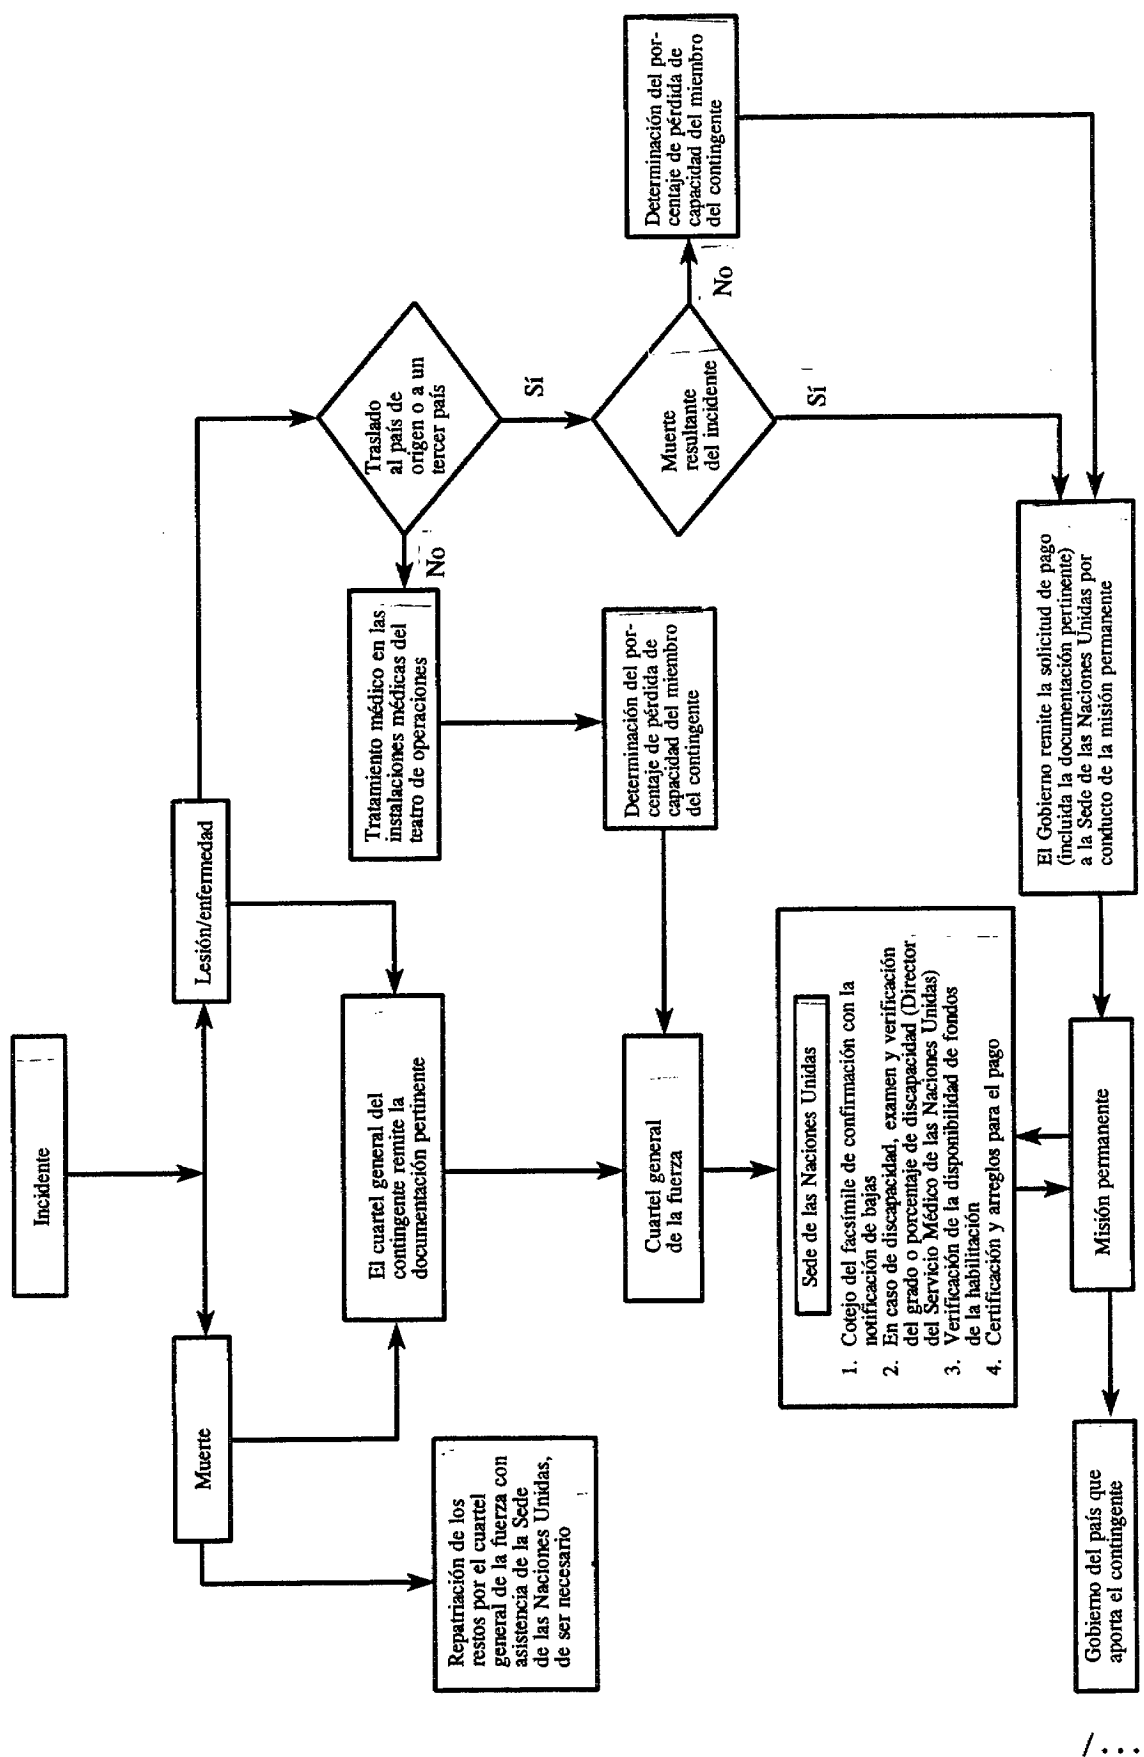 Incidente
Muerte
Lesión/enfermedad
Repatriación de los
restos por el cuartel
general de la fuerza con
asistencia de la Sede
de las Naciones Unidas,
de ser necesario
El cuartel general del
contingente remite la
documentación pertinente
Tratamiento médico en las
instalaciones médicas del
teatro de operaciones
No
Traslado
al país de
origen o a un
tercer país
Sí
Cuartel general
de la fuerza
Determinación del por-
centaje de pérdida de
capacidad del miembro
del contingente
Muerte
resultante
del incidente
No
Determinación del por-
centaje de pérdida de
capacidad del miembro
del contingente
Sí
Sede de las Naciones Unidas
1. Cotejo del facsímile de confirmación con la
notificación de bajas
2. En caso de discapacidad, examen y verificación
del grado o porcentaje de discapacidad (Director
del Servicio Médico de las Naciones Unidas)
3. Verificación de la disponibilidad de fondos
de la habilitación
4. Certificación y arreglos para el pago
El Gobierno remite la solicitud de pago
(incluida la documentación pertinente)
a la Sede de las Naciones Unidas por
conducto de la misión permanente
Gobierno del país que
aporta el contingente
Misión permanente
/...